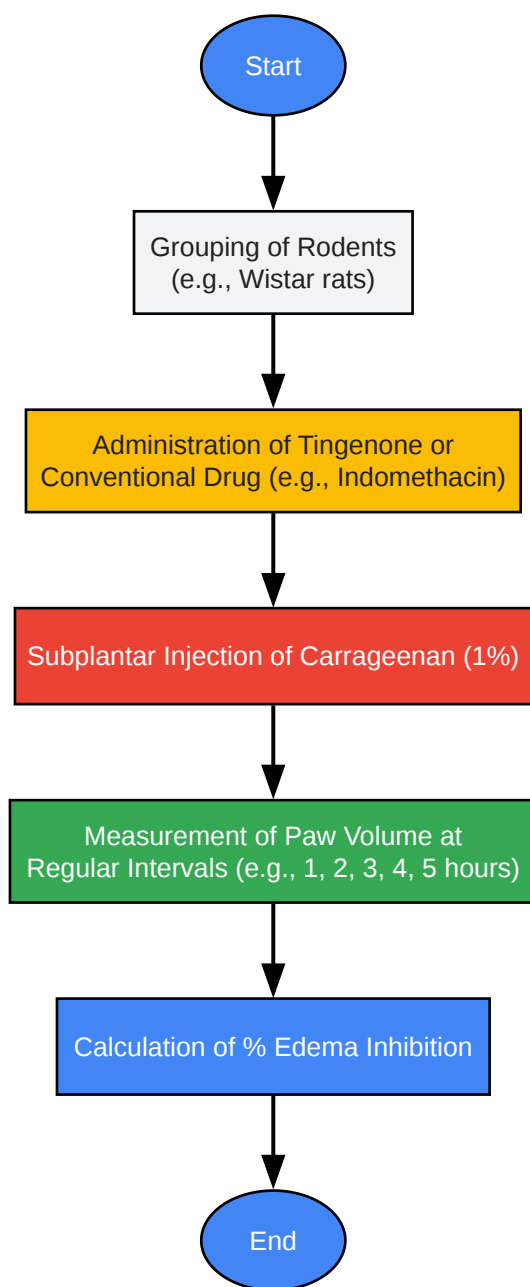 Start
Grouping of Rodents
(e.g., Wistar rats)
Administration of Tingenone or
Conventional Drug (e.g., Indomethacin)
Subplantar Injection of Carrageenan (1%)
Measurement of Paw Volume at
Regular Intervals (e.g., 1, 2, 3, 4, 5 hours)
Calculation of % Edema Inhibition
End